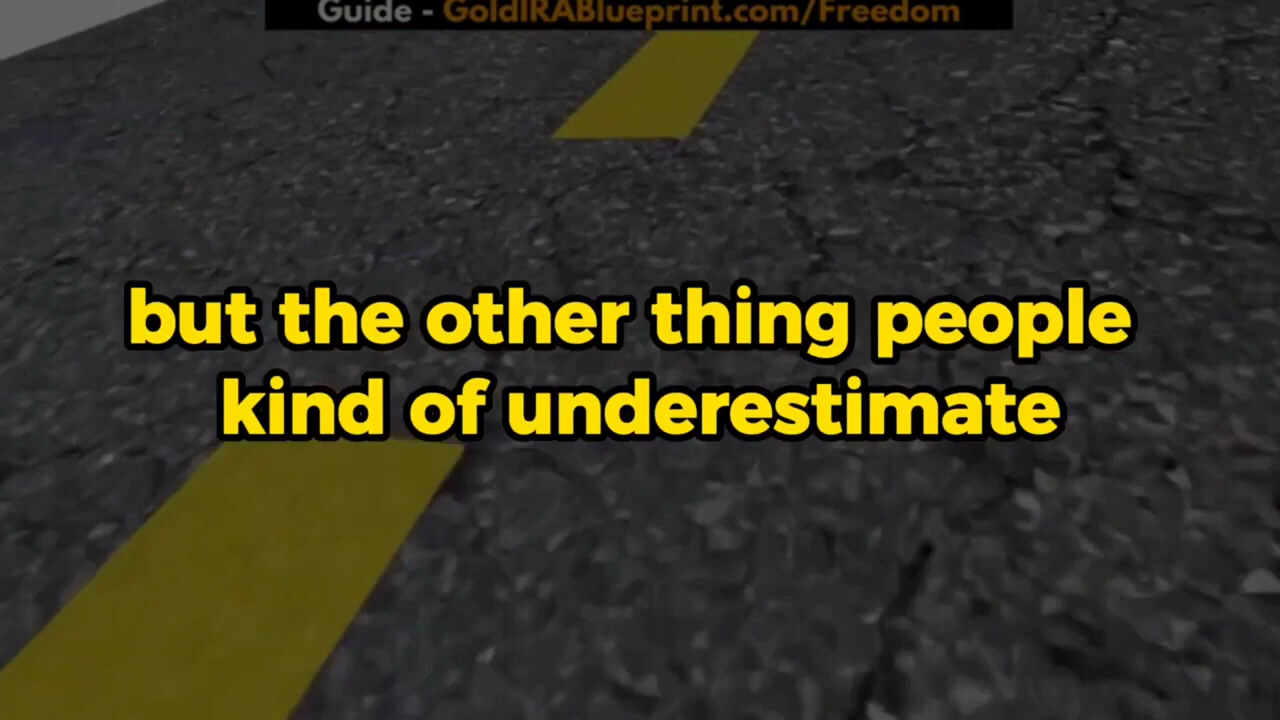 Guide - GoldIRABlueprint.com/Freedom
but the other thing people
kind of underestimate